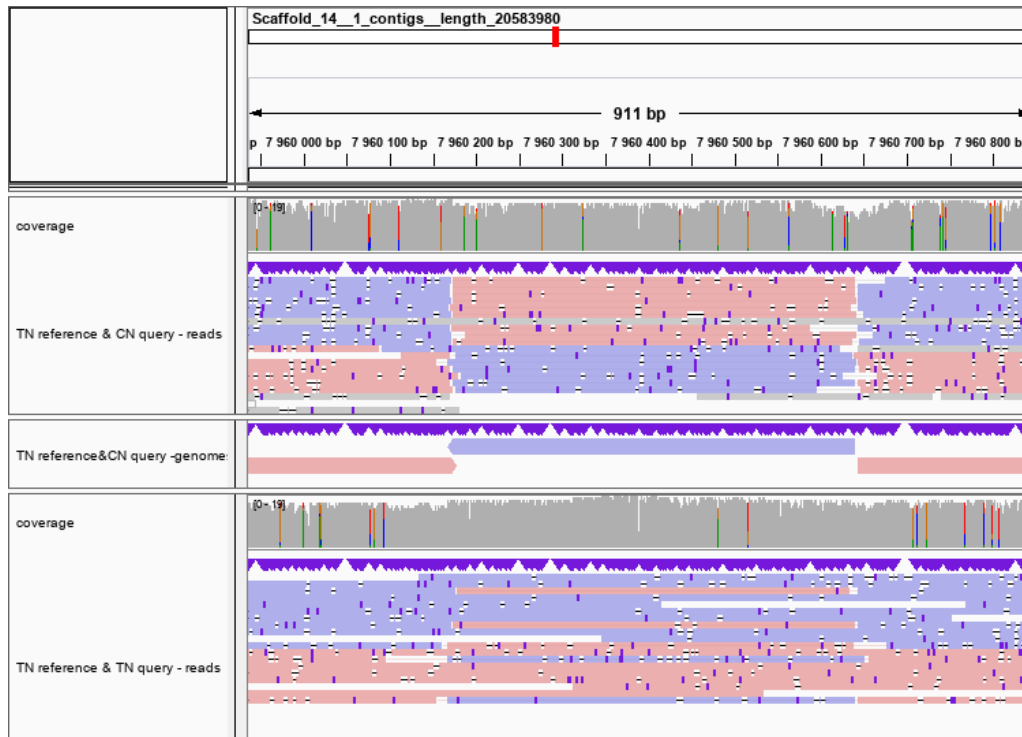 Scaffold_14__1_contigs__length_20583980
911 bp
p 7 960 000 bp 7 960 100 bp 7 960 200 bp 7 960 300 bp 7 960 400 bp 7 960 500 bp 7 960 600 bp 7 960 700 bp 7 960 800 b
[0 - 19]
coverage
TN reference & CN query - reads
TN reference&CN query -genome
[0 - 19]
coverage
TN reference & TN query - reads